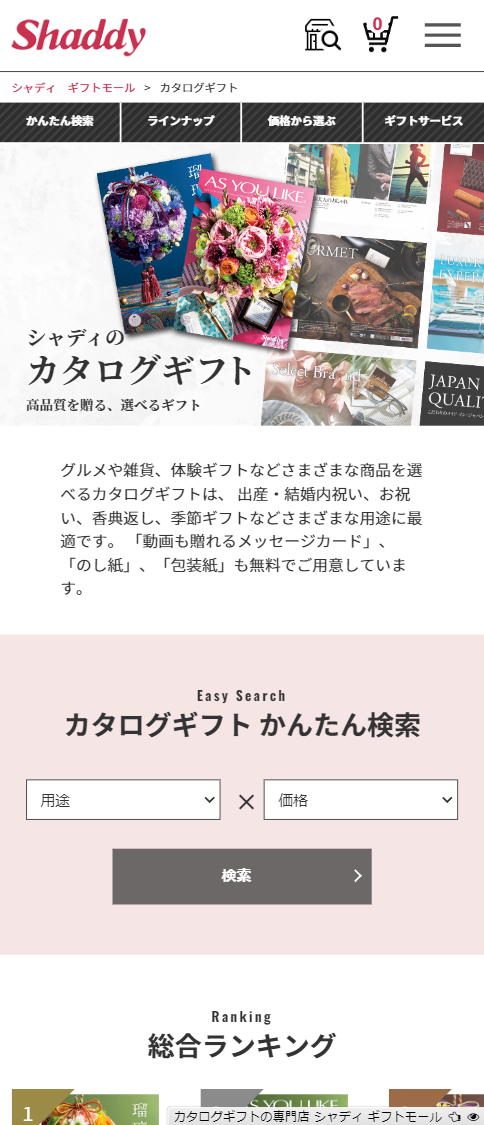 Shaddy
0
シャディ ギフトモール > カタログギフト
かんたん検索
ラインナップ
価格から選ぶ
ギフトサービス
AS YOU LIKE
Shaddy
Select Brand
JAPAN
シャディの
カタログギフト
高品質を贈る、選べるギフト
グルメや雑貨、体験ギフトなどさまざまな商品を選
べるカタログギフトは、 出産・結婚内祝い、お祝
い、香典返し、季節ギフトなどさまざまな用途に最
適です。 「動画も贈れるメッセージカード」、
「のし紙」、「包装紙」も無料でご用意していま
す。
Easy Search
カタログギフト かんたん検索
用途
価格
検索
Ranking
総合ランキング
1
瑠
AS YOU LIKE
カタログギフトの専門店 シャディ ギフトモール